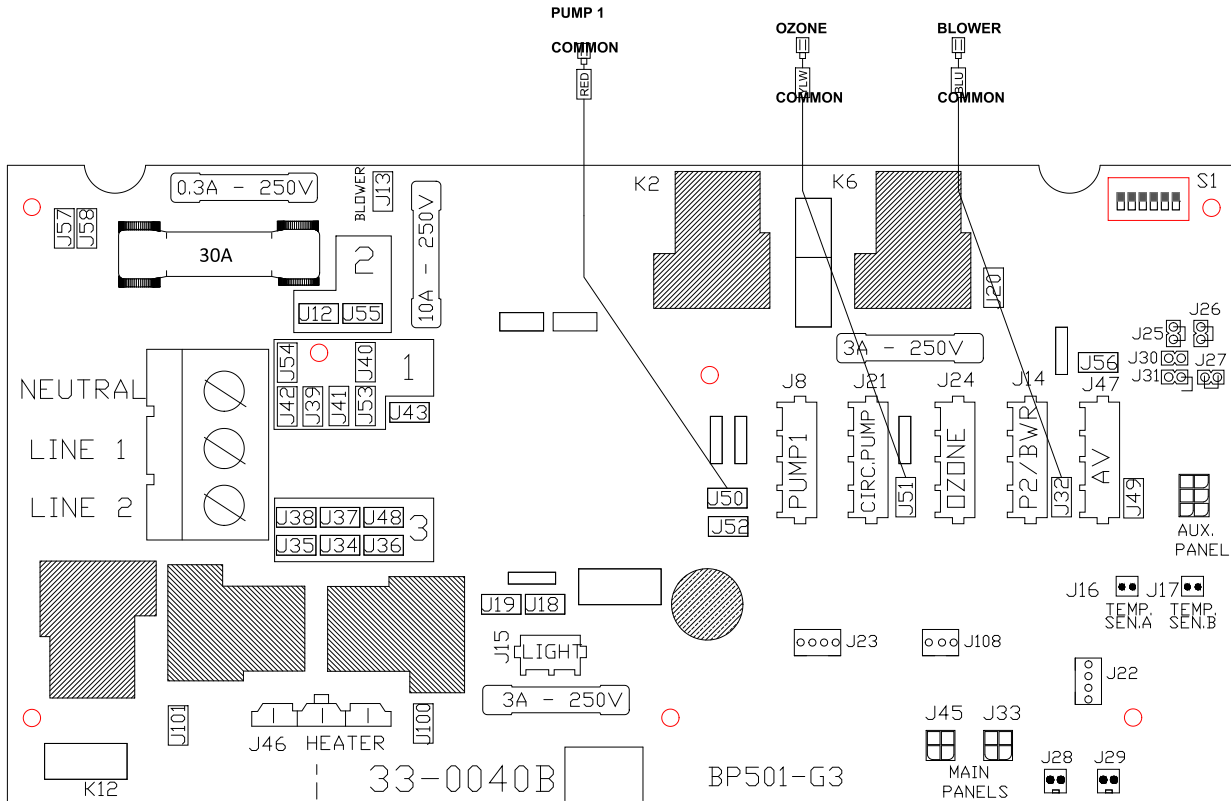 PUMP 1
COMMON
RED
OZONE
YLW
COMMON
BLOWER
BLU
COMMON
0.3A - 250V
BLOWER
J13
K2
K6
S1
J57
J58
30A
2
10A - 250V
J12
J55
J20
J54
J40
1
J42
J39
J41
J53
J43
3A - 250V
J56
J25
J26
J30
J27
J31
NEUTRAL
LINE 1
LINE 2
J8
PUMP1
J21
CIRC.PUMP
J24
OZONE
J14
P2/BWR
J47
AV
J50
J51
J32
J49
J52
J38
J37
J48
3
J35
J34
J36
AUX.
PANEL
J19
J18
J16
TEMP.
SEN.A
J17
TEMP.
SEN.B
J15
LIGHT
J23
J108
3A - 250V
J22
J101
J46 HEATER
J100
J45
J33
MAIN
PANELS
K12
33-0040B
BP501-G3
J28
J29